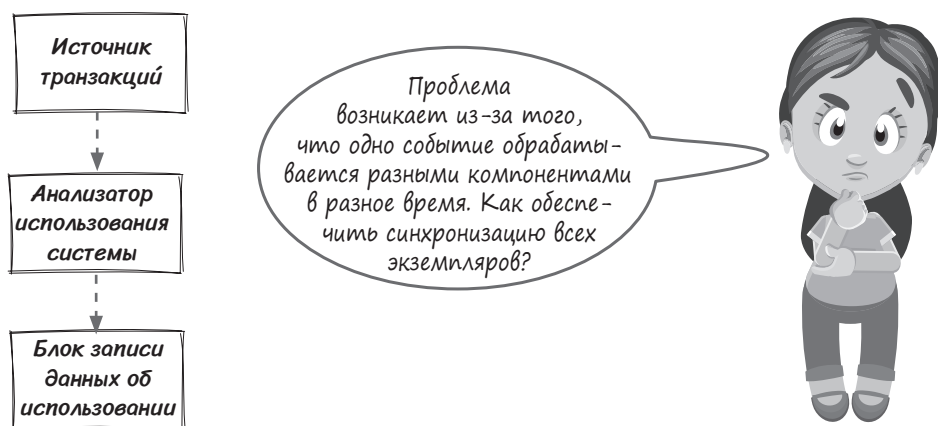 Источник
транзакций
Анализатор
использования
системы
Блок записи
данных об
использовании
Проблема
возникает из-за того,
что одно событие обрабаты-
вается разными компонентами
в разное время. Как обеспе-
чить синхронизацию всех
экземпляров?